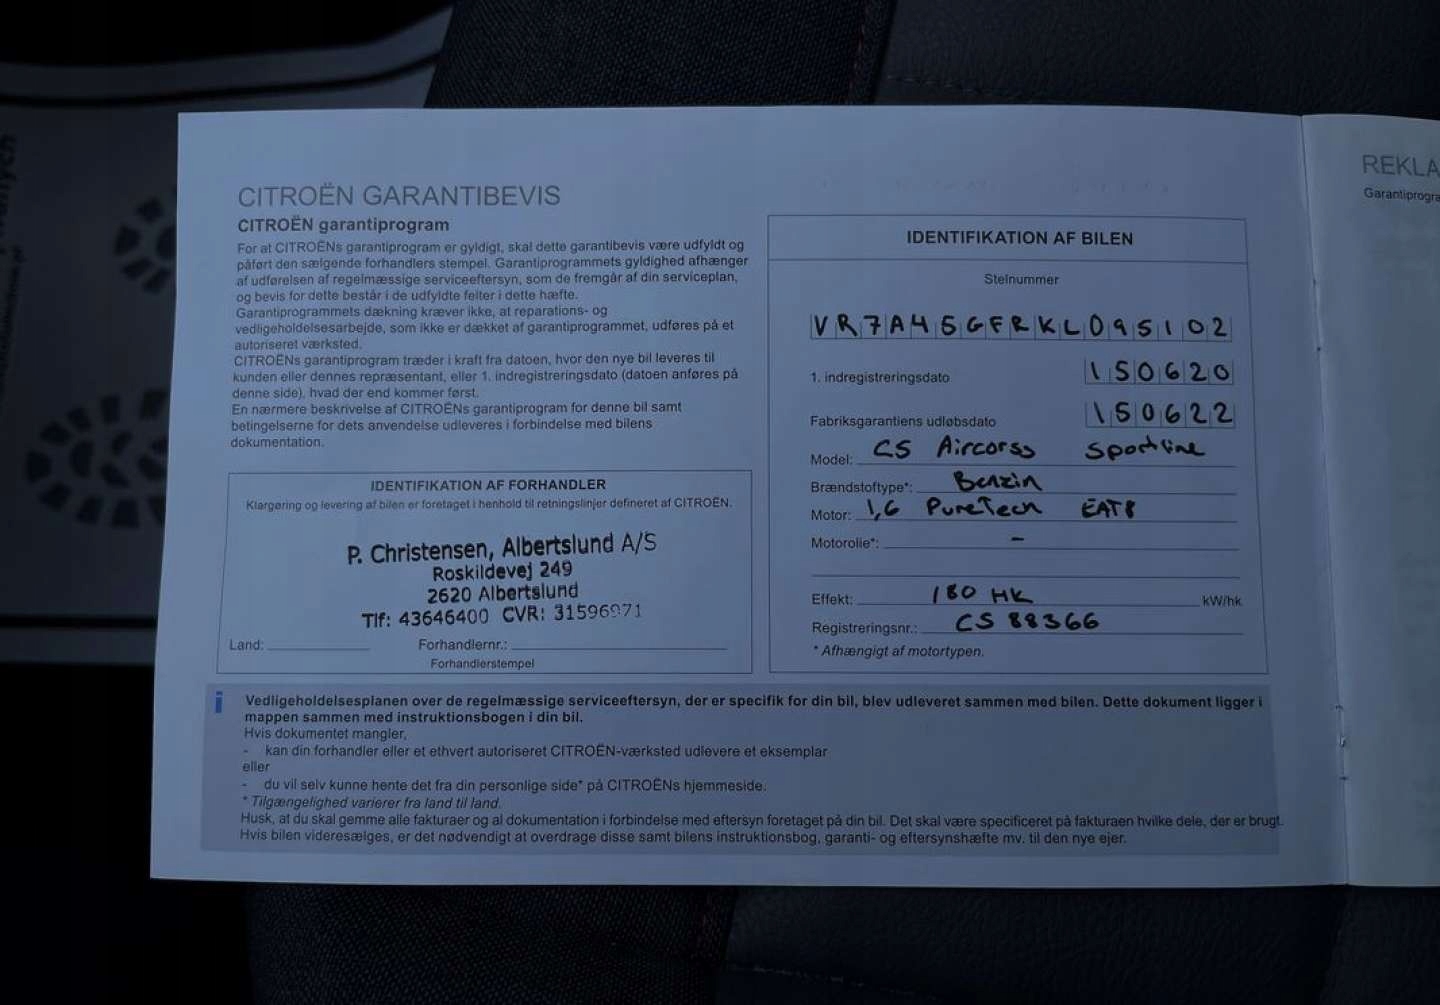 CITROËN GARANTIBEVIS
CITROËN garantiprogram
For at CITROËNs garantiprogram er gyldigt, skal dette garantibevis være udfyldt og
påført den sælgende forhandlers stempel. Garantiprogrammets gyldighed afhænger
af udførelsen af regelmæssige serviceeftersyn, som de fremgår af din serviceplan,
og bevis for dette består i de udfyldte felter i dette hæfte.
Garantiprogrammets dækning kræver ikke, at reparations- og
vedligeholdelsesarbejde, som ikke er dækket af garantiprogrammet, udføres på et
autoriseret værksted.
CITROËNs garantiprogram træder i kraft fra datoen, hvor den nye bil leveres til
kunden eller dennes repræsentant, eller 1. indregistreringsdato (datoen anføres på
denne side), hvad der end kommer først.
En nærmere beskrivelse af CITROËNs garantiprogram for denne bil samt
betingelserne for dets anvendelse udleveres i forbindelse med bilens
dokumentation.
IDENTIFIKATION AF FORHANDLER
Klargøring og levering af bilen er foretaget i henhold til retningslinjer defineret af CITROËN.
P. Christensen, Albertslund A/S
Roskildevej 249
2620 Albertslund
Tlf: 43646400 CVR: 31596971
Land:
Forhandlernr.:
Forhandlerstempel
IDENTIFIKATION AF BILEN
Stelnummer
VR7A45GFRKL095102
1. indregistreringsdato 150620
Fabriksgarantiens udløbsdato 150622
Model: C5 Aircorss Sportline
Brændstoftype*: Benzin
Motor: 1,6 PureTech EAT8
Motorolie*: -
Effekt: 180 HK kW/hk
Registreringsnr.: CS 88366
* Afhængigt af motortypen.
i
Vedligeholdelsesplanen over de regelmæssige serviceeftersyn, der er specifik for din bil, blev udleveret sammen med bilen. Dette dokument ligger i
mappen sammen med instruktionsbogen i din bil.
Hvis dokumentet mangler,
- kan din forhandler eller et ethvert autoriseret CITROËN-værksted udlevere et eksemplar
eller
- du vil selv kunne hente det fra din personlige side* på CITROËNs hjemmeside.
* Tilgængelighed varierer fra land til land.
Husk, at du skal gemme alle fakturaer og al dokumentation i forbindelse med eftersyn foretaget på din bil. Det skal være specificeret på fakturaen hvilke dele, der er brugt.
Hvis bilen videresælges, er det nødvendigt at overdrage disse samt bilens instruktionsbog, garanti- og eftersynshæfte mv. til den nye ejer.
REKLA
Garantiprogra